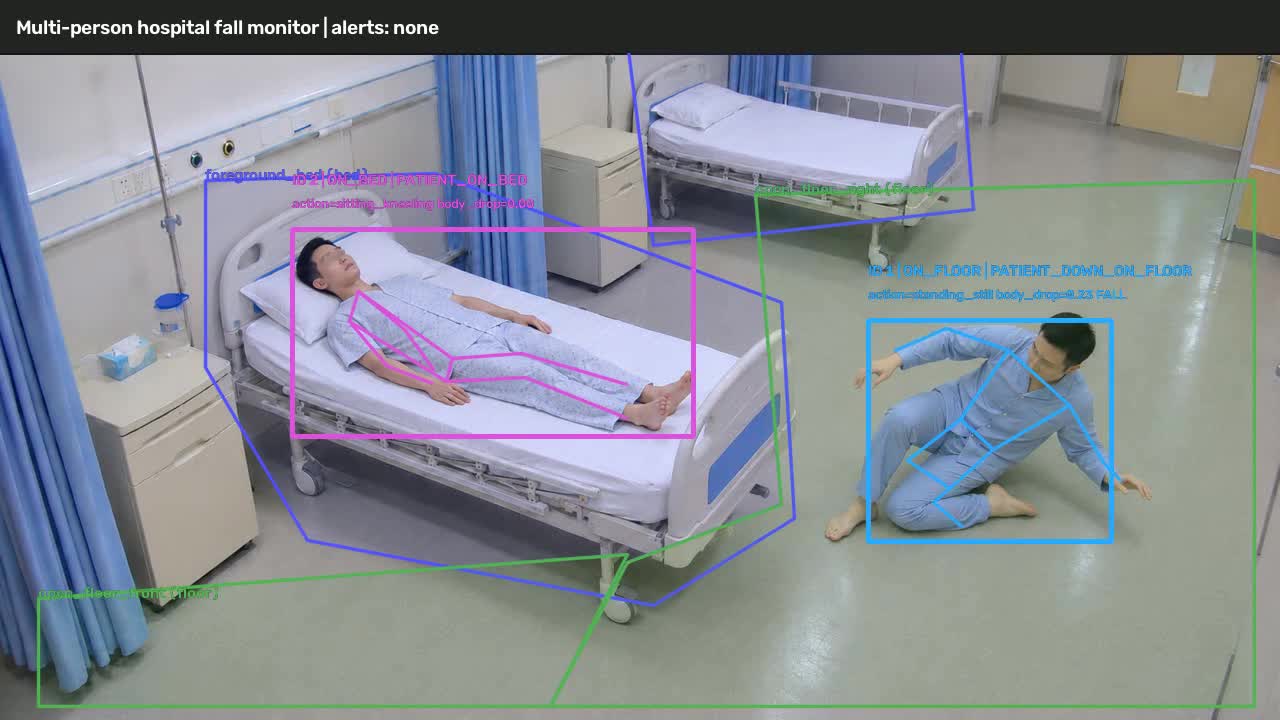 Multi-person hospital fall monitor | alerts: none
foreground_bed [bed]
ID 2 | ON_BED | PATIENT_ON_BED
action=sitting_kneeling body_drop=0.00
open_floor_right [floor]
ID 1 | ON_FLOOR | PATIENT_DOWN_ON_FLOOR
action=standing_still body_drop=0.23 FALL
open_floor_front [floor]